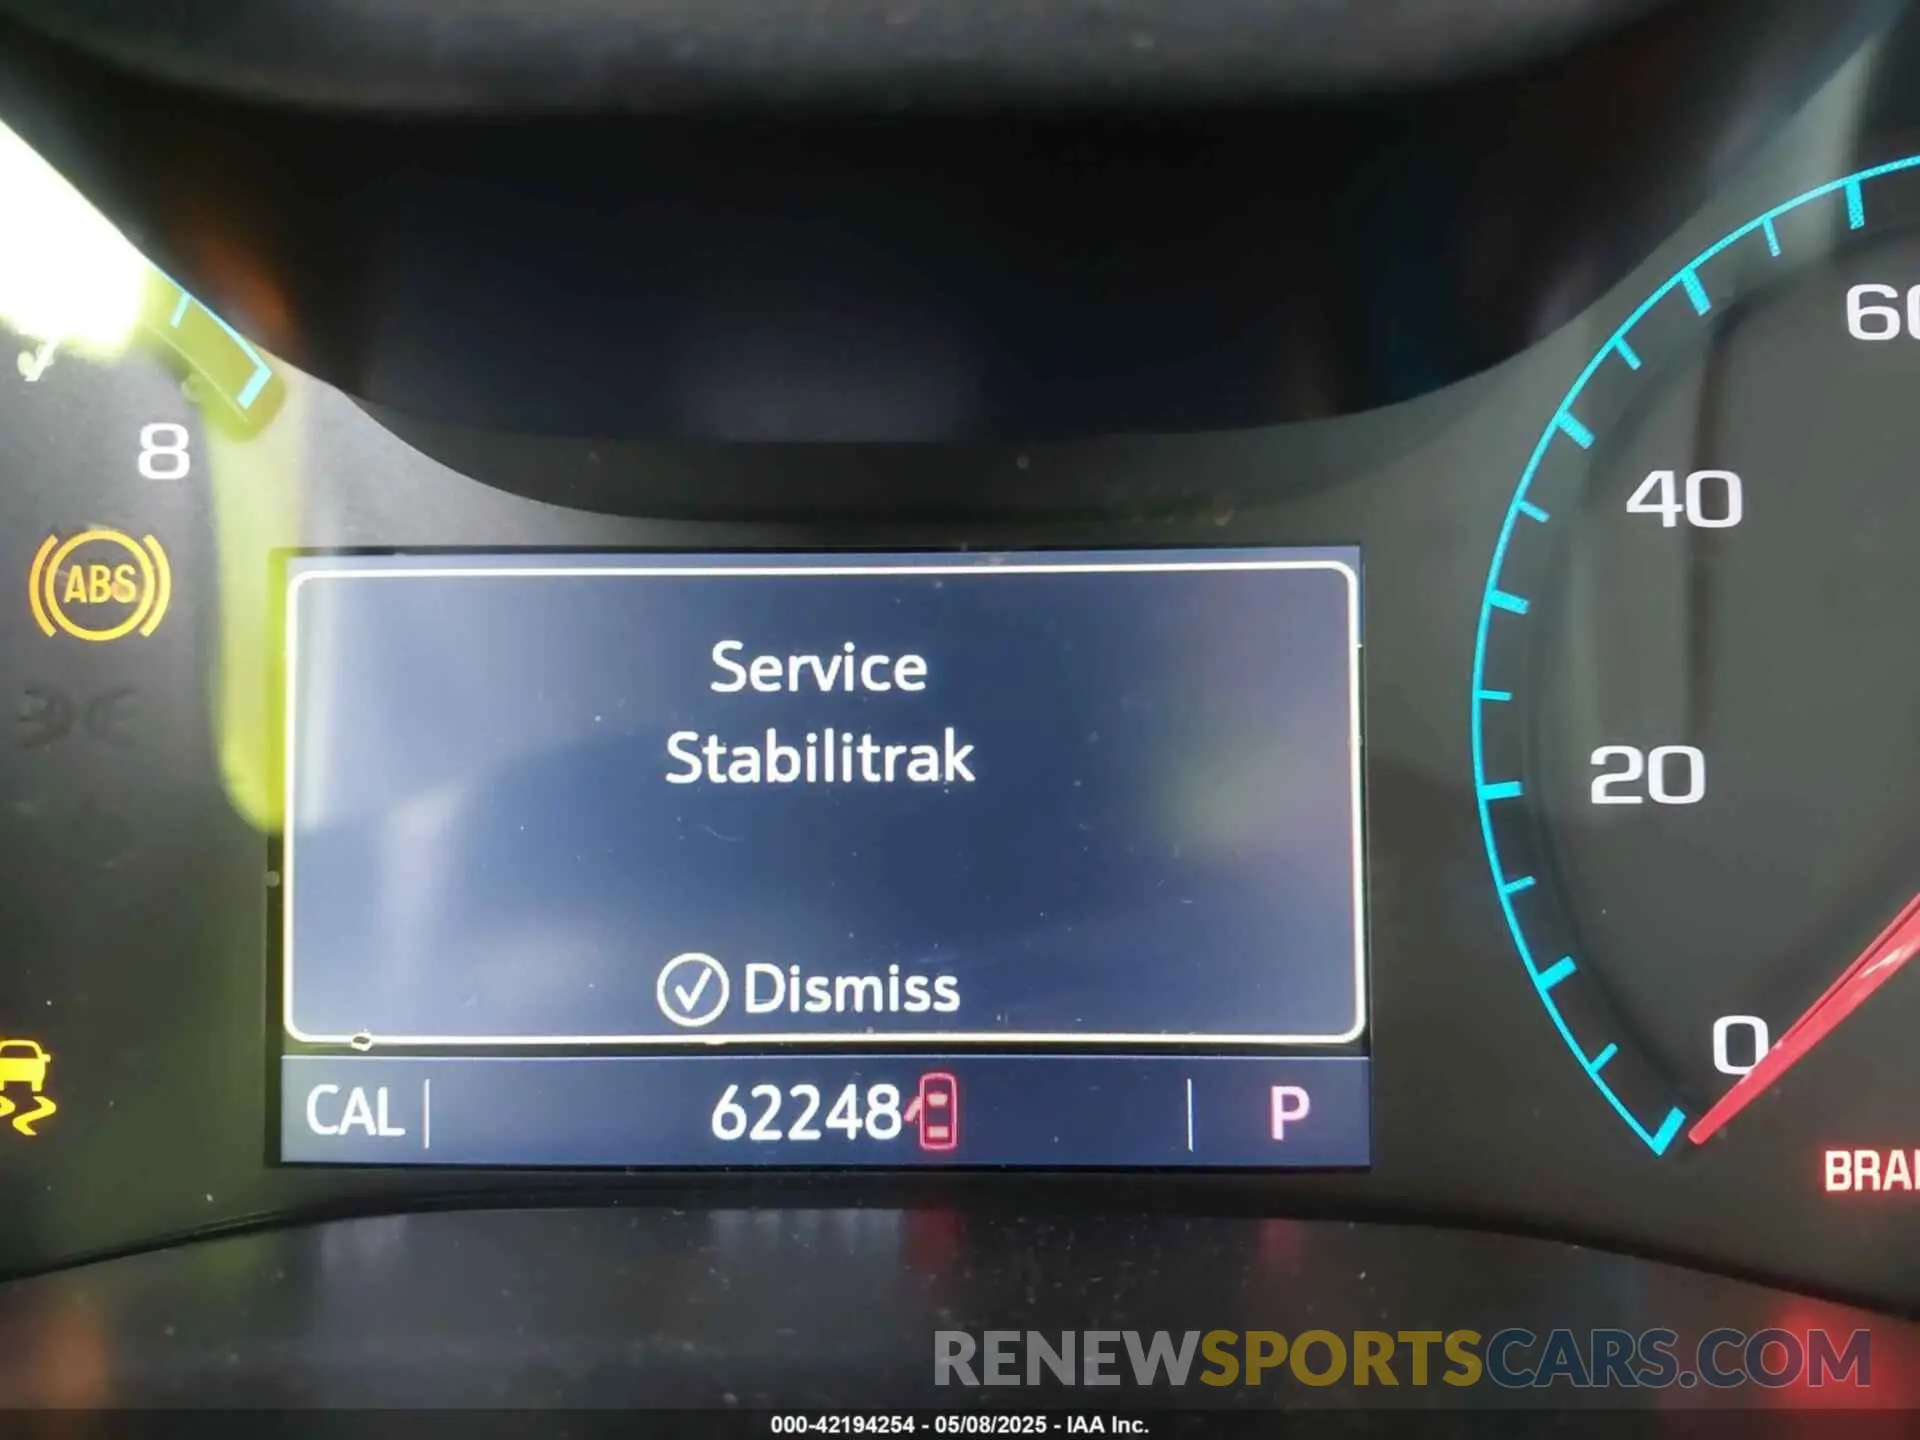 60
8
40
ABS
Service
Stabilitrak
20
Dismiss
0
CAL
62248
P
RENEWSPORTSCARS.COM
000-42194254 - 05/08/2025 - IAA Inc.